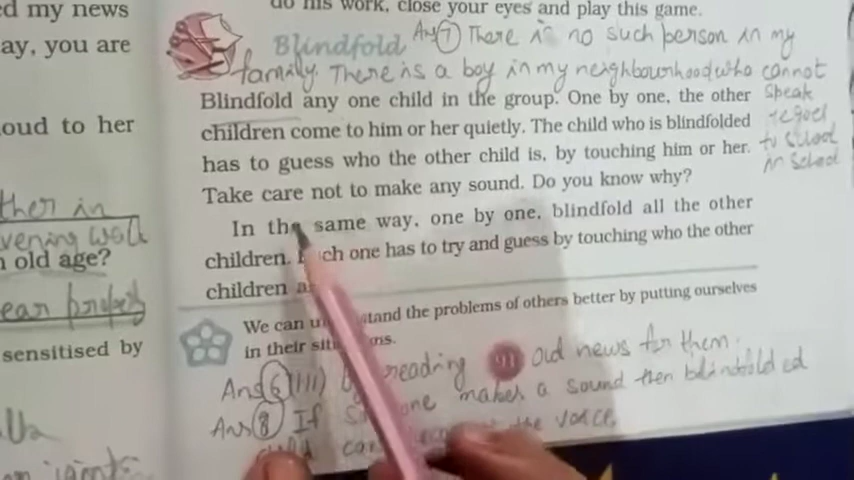 d my news
ay, you are
oud to her
ther in
vening walk
n old age?
ear properly
sensitised by
do his work, close your eyes and play this game.
Blindfold Ans 7 There is no such person in my
family. There is a boy in my neighbourhood who cannot
speak
to school
in School
Blindfold any one child in the group. One by one, the other
children come to him or her quietly. The child who is blindfolded
has to guess who the other child is, by touching him or her.
Take care not to make any sound. Do you know why?
In the same way, one by one, blindfold all the other
children. ch one has to try and guess by touching who the other
children a
We can u stand the problems of others better by putting ourselves
in their sit ns.
Ans 6 (iii) By reading out news for them.
Ans 8 If someone makes a sound then blindfolded
child can the voice.